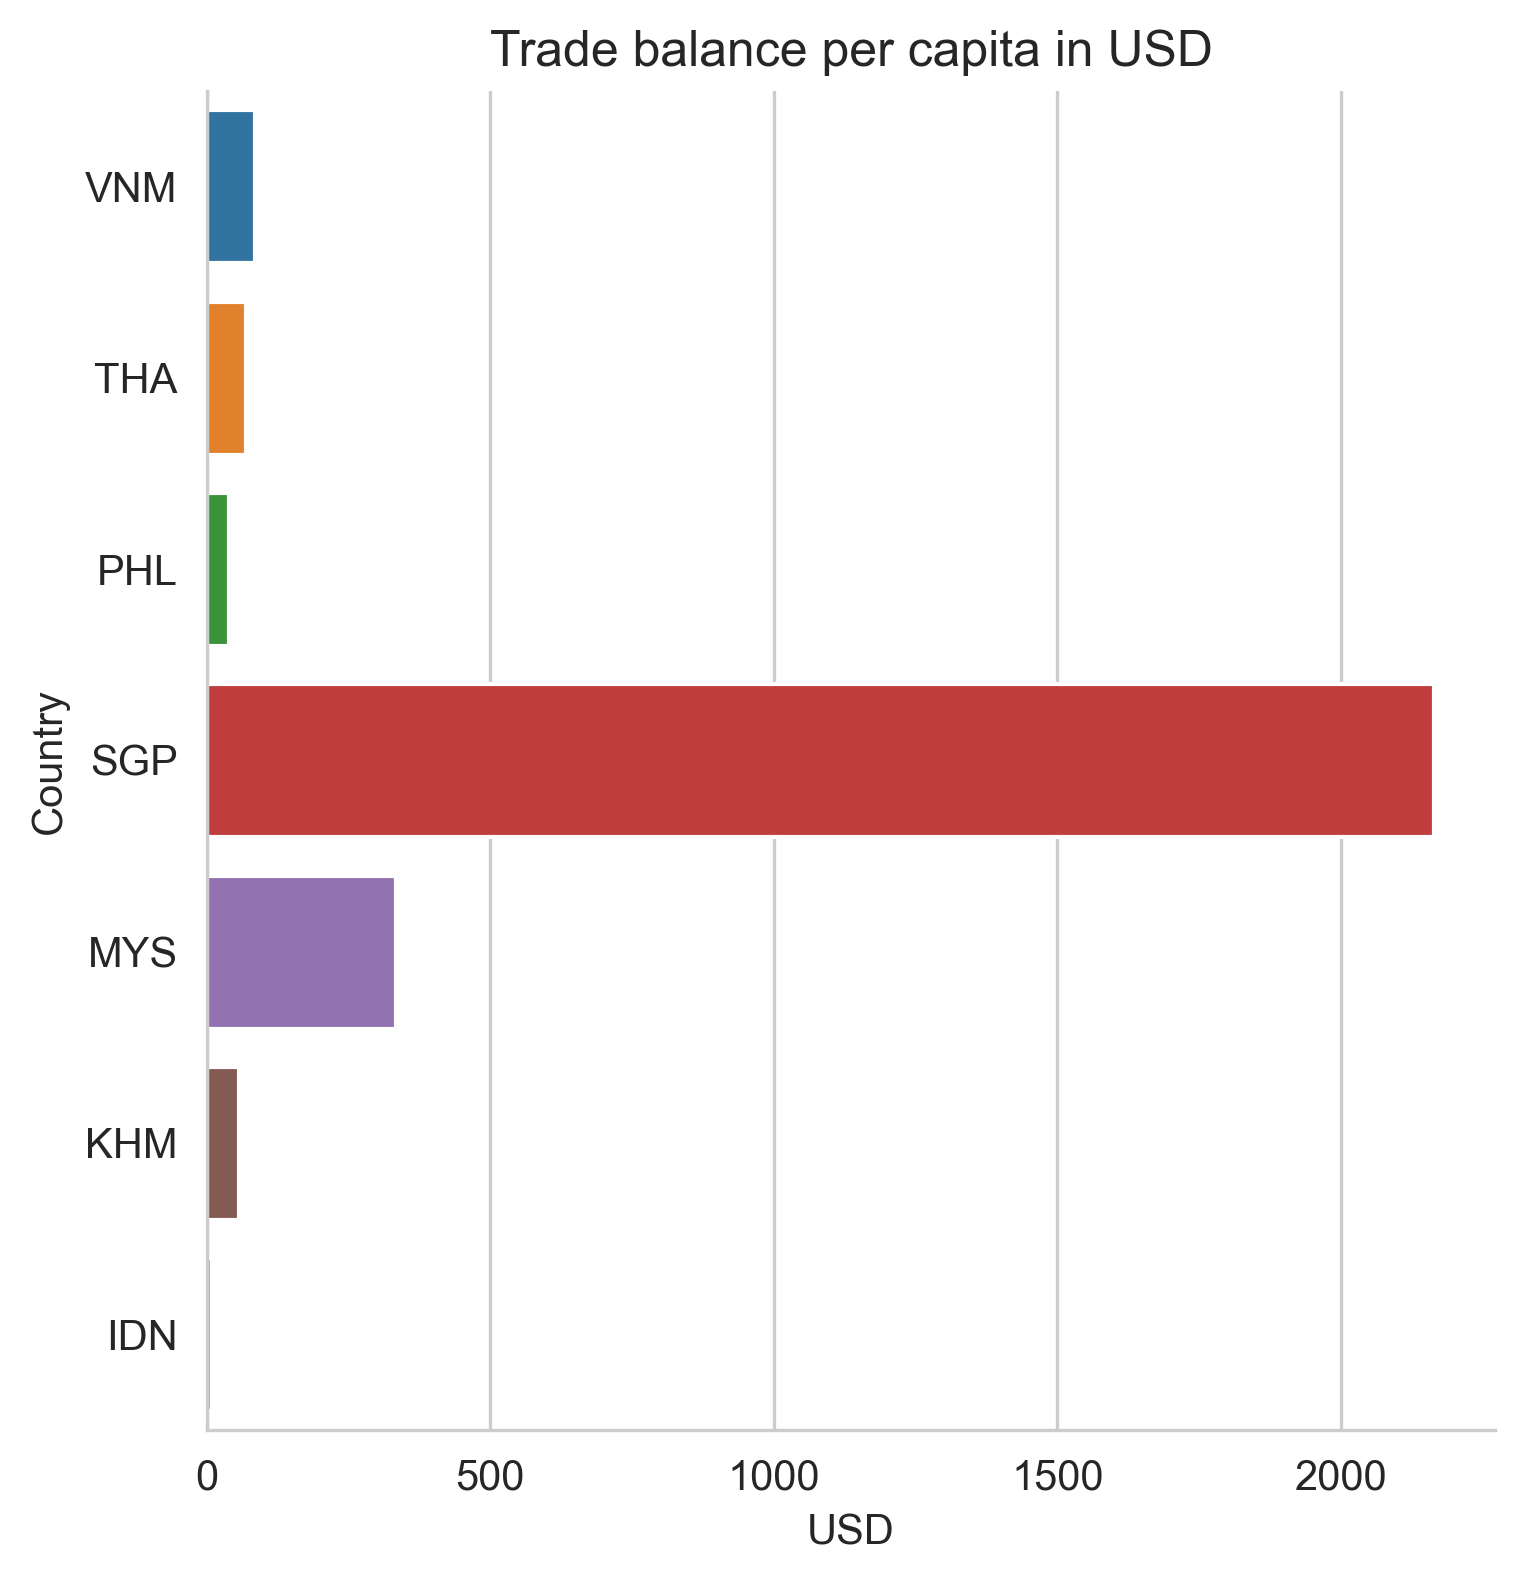 Trade balance per capita in USD
VNM
THA
PHL
SGP
MYS
KHM
IDN
Country
0 500 1000 1500 2000
USD